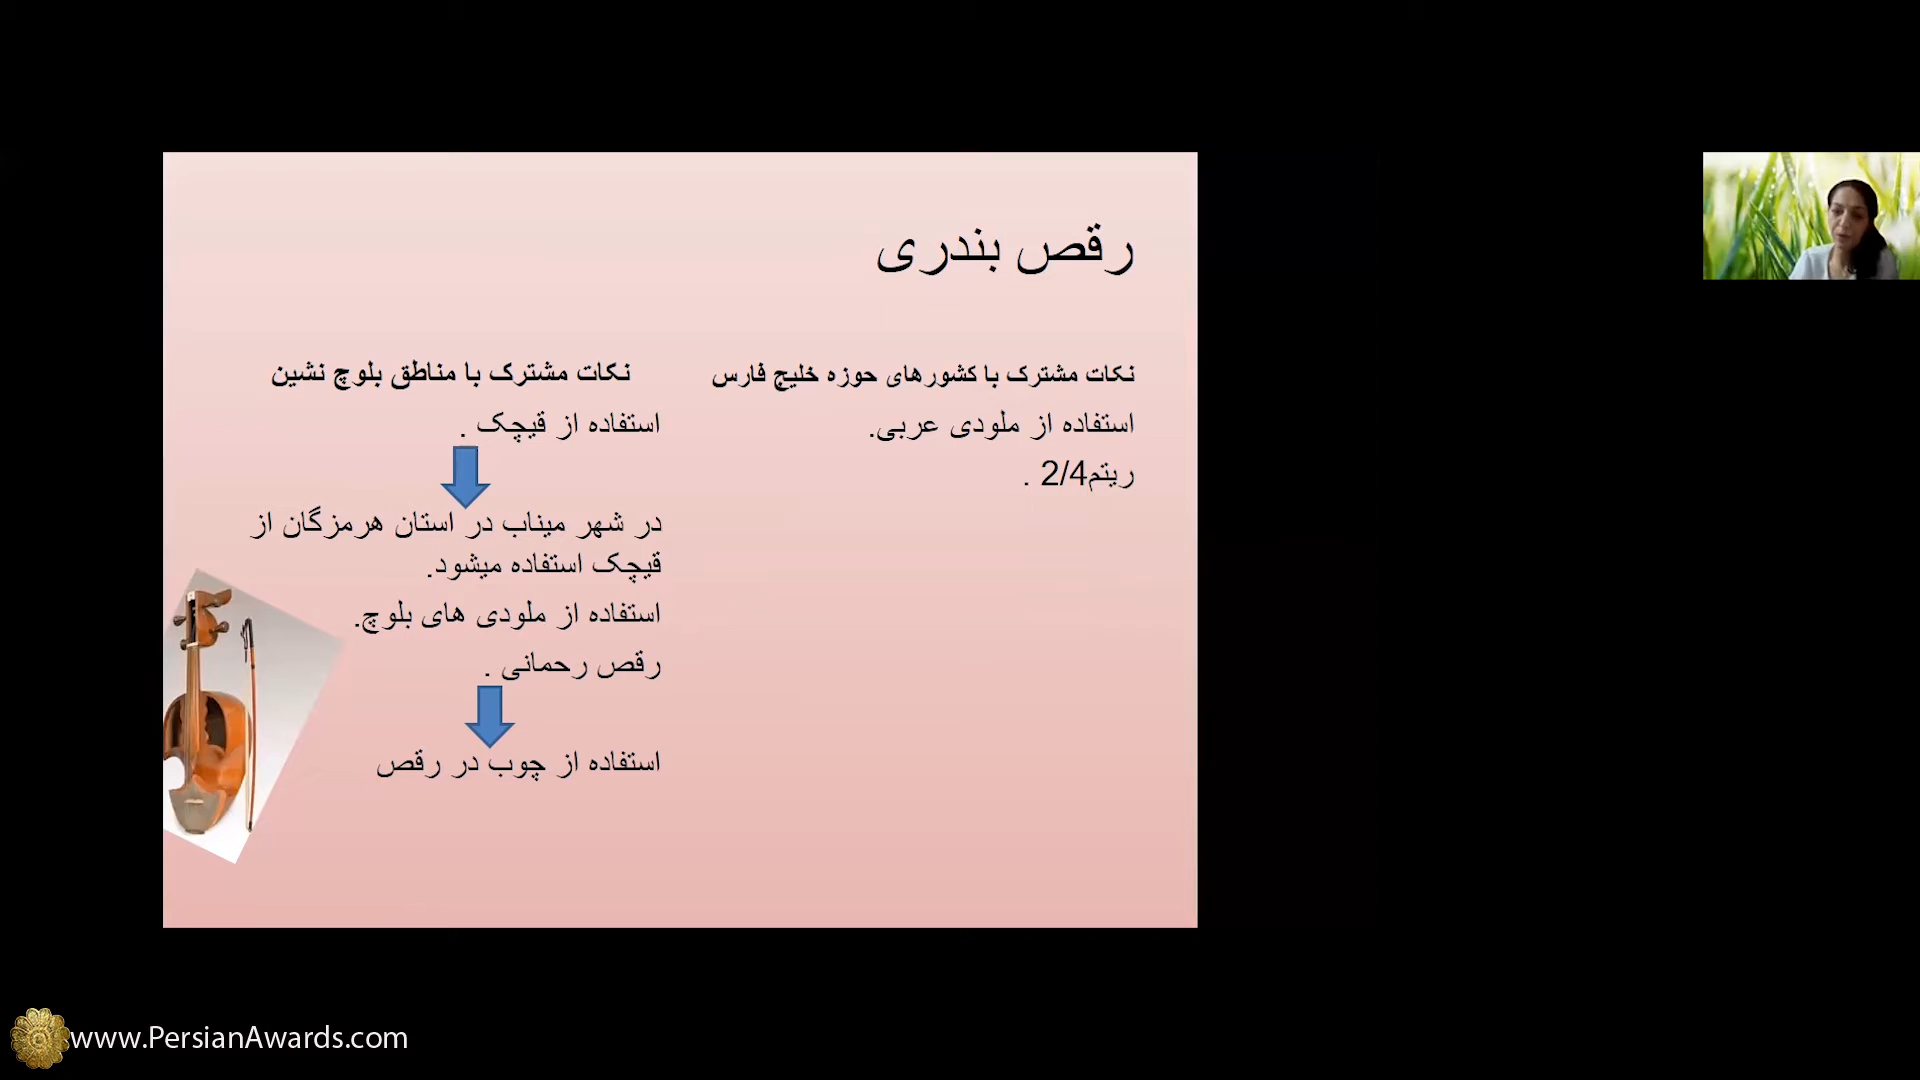 رقص بندری
نکات مشترک با کشورهای حوزه خلیج فارس
استفاده از ملودی عربی.
ریتم2/4 .
نکات مشترک با مناطق بلوچ نشین
استفاده از قیچک .
در شهر میناب در استان هرمزگان از
قیچک استفاده میشود.
استفاده از ملودی های بلوچ.
رقص رحمانی .
استفاده از چوب در رقص
www.PersianAwards.com